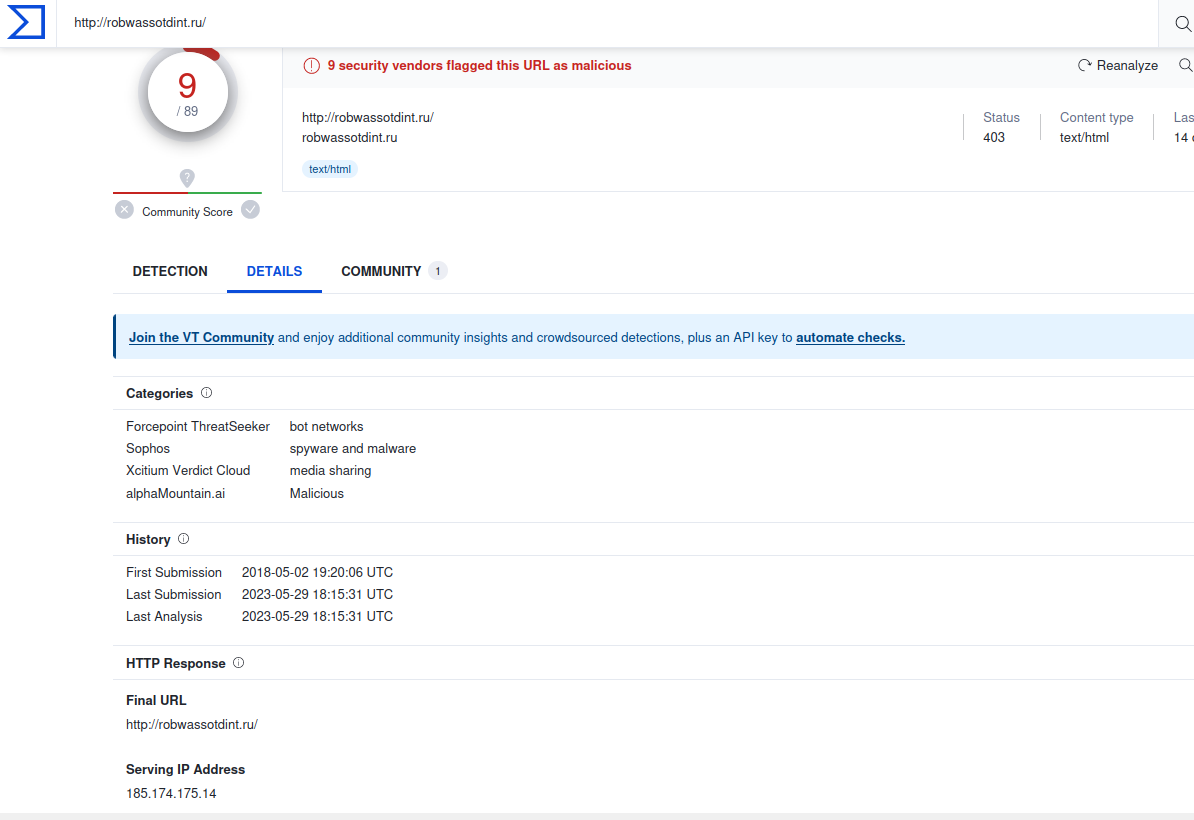 http://robwassotdint.ru/
9
/ 89
9 security vendors flagged this URL as malicious
Reanalyze
http://robwassotdint.ru/
robwassotdint.ru
text/html
Status
403
Content type
text/html
Las
14
?
Community Score
DETECTION DETAILS COMMUNITY 1
Join the VT Community and enjoy additional community insights and crowdsourced detections, plus an API key to automate checks.
Categories
Forcepoint ThreatSeeker bot networks
Sophos spyware and malware
Xcitium Verdict Cloud media sharing
alphaMountain.ai Malicious
History
First Submission 2018-05-02 19:20:06 UTC
Last Submission 2023-05-29 18:15:31 UTC
Last Analysis 2023-05-29 18:15:31 UTC
HTTP Response
Final URL
http://robwassotdint.ru/
Serving IP Address
185.174.175.14